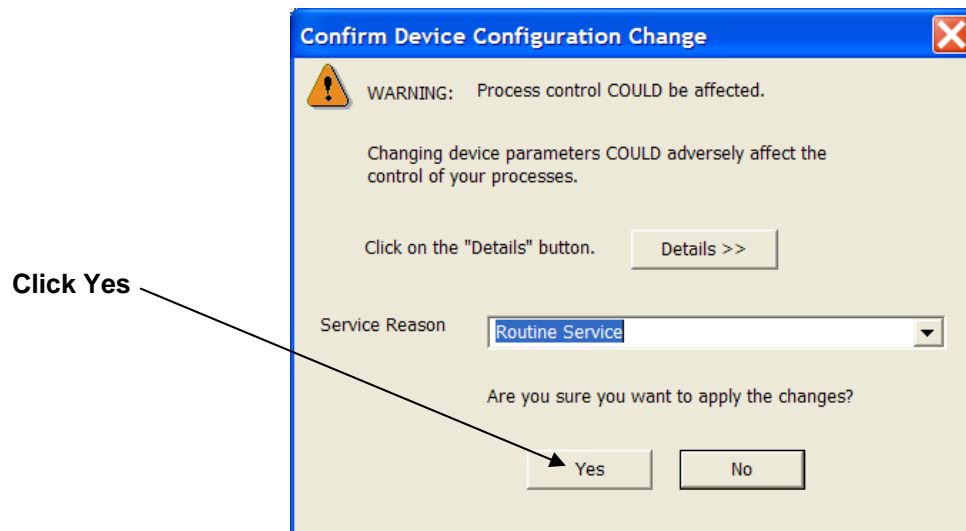 Confirm Device Configuration Change
WARNING: Process control COULD be affected.
Changing device parameters COULD adversely affect the
control of your processes.
Click on the "Details" button. Details >>
Click Yes
Service Reason Routine Service
Are you sure you want to apply the changes?
Yes No